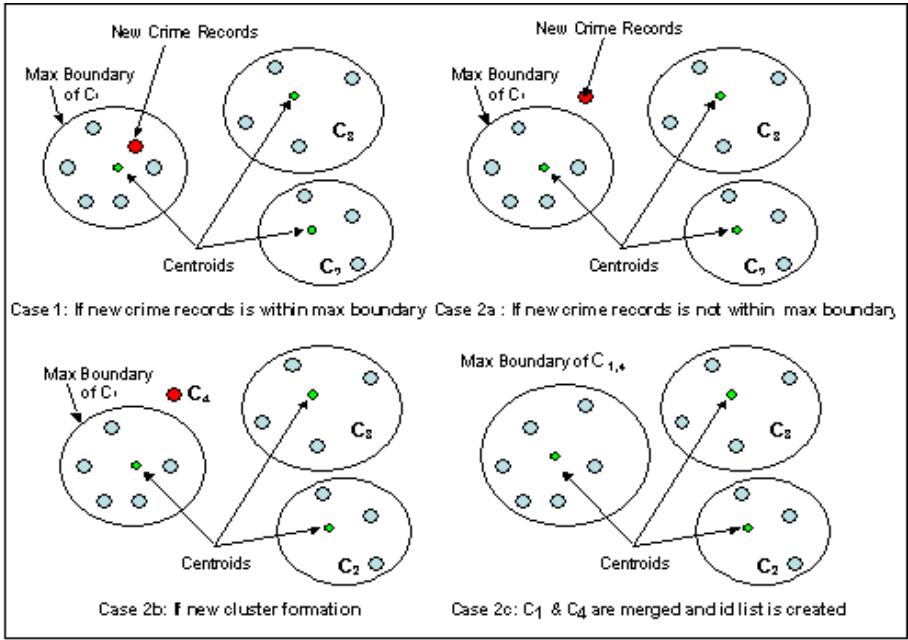 New Crime Records
Max Boundary
of C₁
C₃
Centroids
C₂
Case 1: If new crime records is within max boundary
New Crime Records
Max Boundary
of C₁
C₃
Centroids
C₂
Case 2a : If new crime records is not within max boundary
Max Boundary
of C₁
C₄
C₃
Centroids
C₂
Case 2b: If new cluster formation
Max Boundary of C₁,₄
C₃
Centroids
C₂
Case 2c: C₁ & C₄ are merged and id list is created